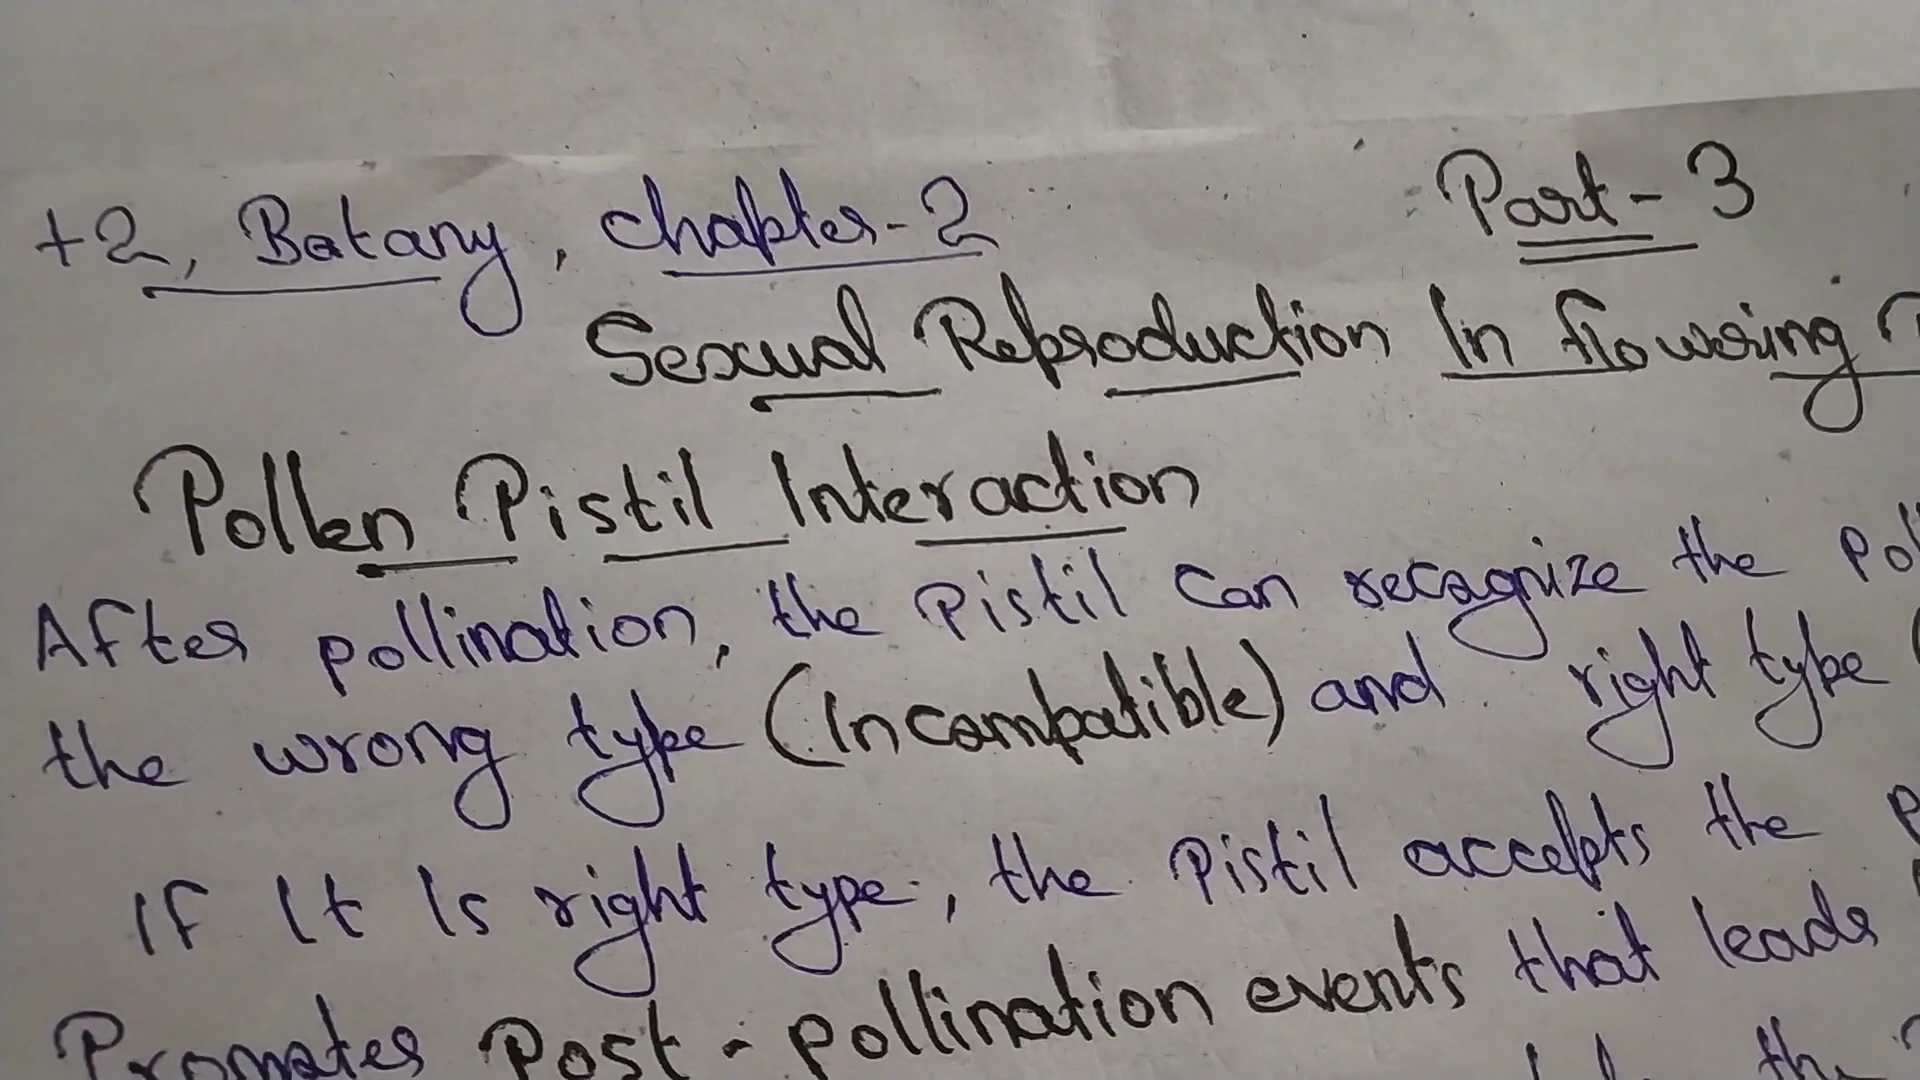 +2, Botany, chapter-2 Part-3
Sexual Reproduction In flowering
Pollen Pistil Interaction
After pollination, the Pistil can recognize the
the wrong type (Incompatible) and right type
IF It Is right type, the Pistil accepts the
Promotes Post-pollination events that leads
the